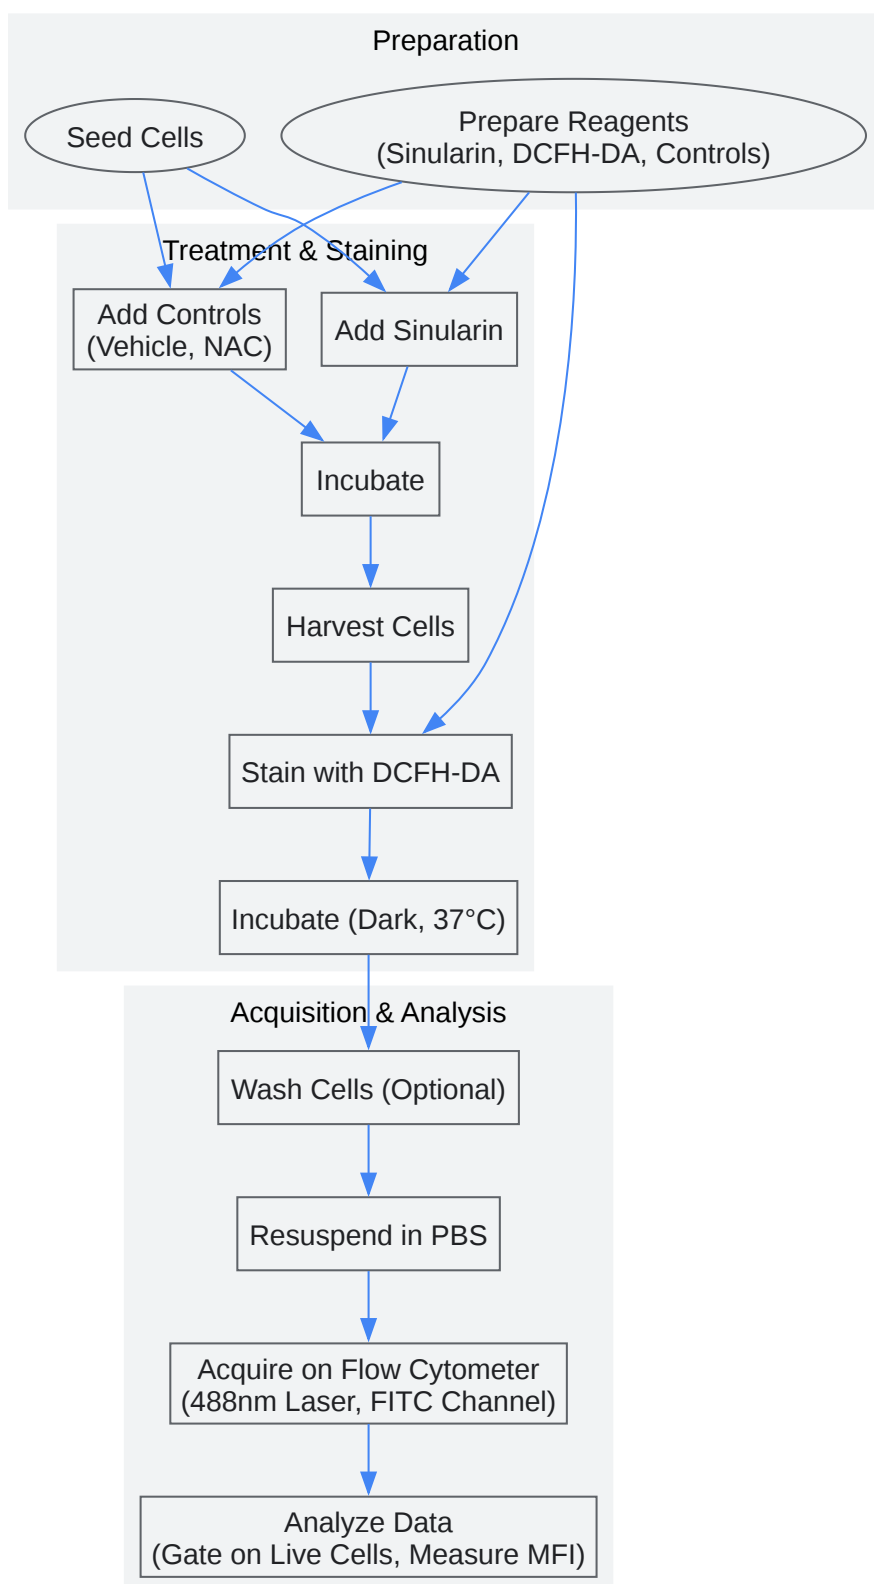 Preparation
Seed Cells
Prepare Reagents
(Sinularin, DCFH-DA, Controls)
Treatment & Staining
Add Controls
(Vehicle, NAC)
Add Sinularin
Incubate
Harvest Cells
Stain with DCFH-DA
Incubate (Dark, 37°C)
Acquisition & Analysis
Wash Cells (Optional)
Resuspend in PBS
Acquire on Flow Cytometer
(488nm Laser, FITC Channel)
Analyze Data
(Gate on Live Cells, Measure MFI)